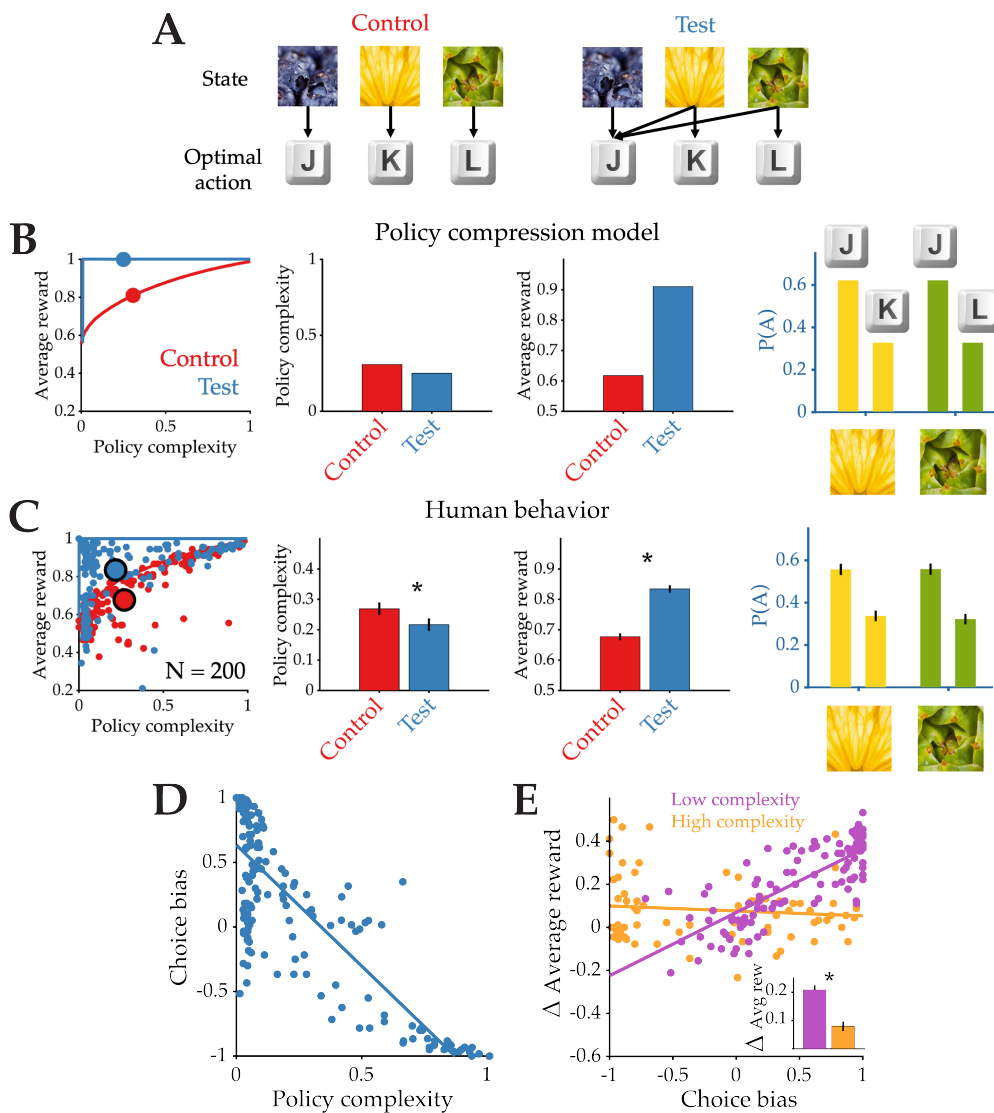 A
Control
Test
State
Optimal
action
J
K
L
J
K
L
B
Policy compression model
Average reward
1
0.8
0.6
0.4
0.2
0
0.5
1
Policy complexity
Control
Test
Policy complexity
1
0.5
0
Control
Test
Average reward
0.9
0.8
0.7
0.6
0.5
Control
Test
P(A)
0.6
0.4
0.2
0
J
K
J
L
C
Human behavior
Average reward
1
0.8
0.6
0.4
0.2
0
0.5
1
Policy complexity
N = 200
Policy complexity
0.4
0.3
0.2
0.1
0
*
Control
Test
Average reward
0.9
0.8
0.7
0.6
0.5
*
Control
Test
P(A)
0.6
0.4
0.2
0
D
Choice bias
1
0.5
0
-0.5
-1
0
0.5
1
Policy complexity
E
Low complexity
High complexity
Δ Average reward
0.4
0.2
0
-0.2
-0.4
-0.6
-1
-0.5
0
0.5
1
Choice bias
Δ Avg rew
0.2
0.1
*